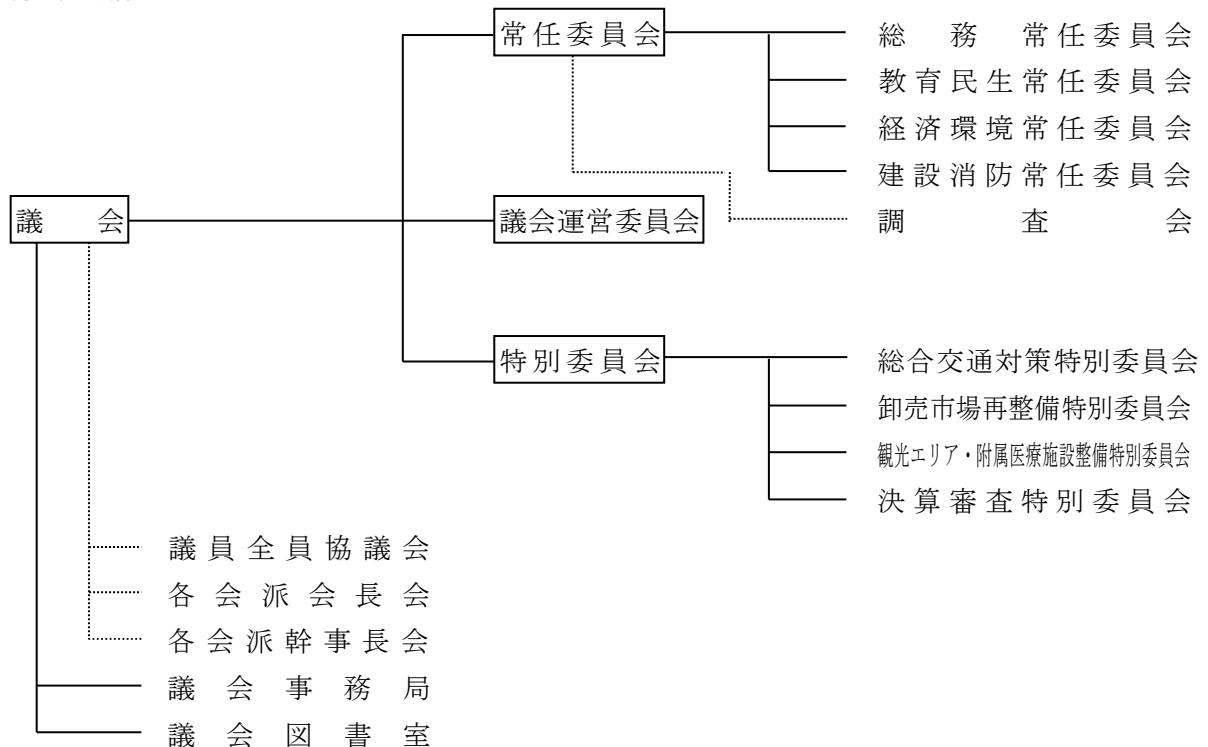 常任委員会
総務常任委員会
教育民生常任委員会
経済環境常任委員会
建設消防常任委員会
議会
議会運営委員会
調査会
特別委員会
総合交通対策特別委員会
卸売市場再整備特別委員会
観光エリア・附属医療施設整備特別委員会
決算審査特別委員会
議員全員協議会
各会派会長会
各会派幹事長会
議会事務局
議会図書室